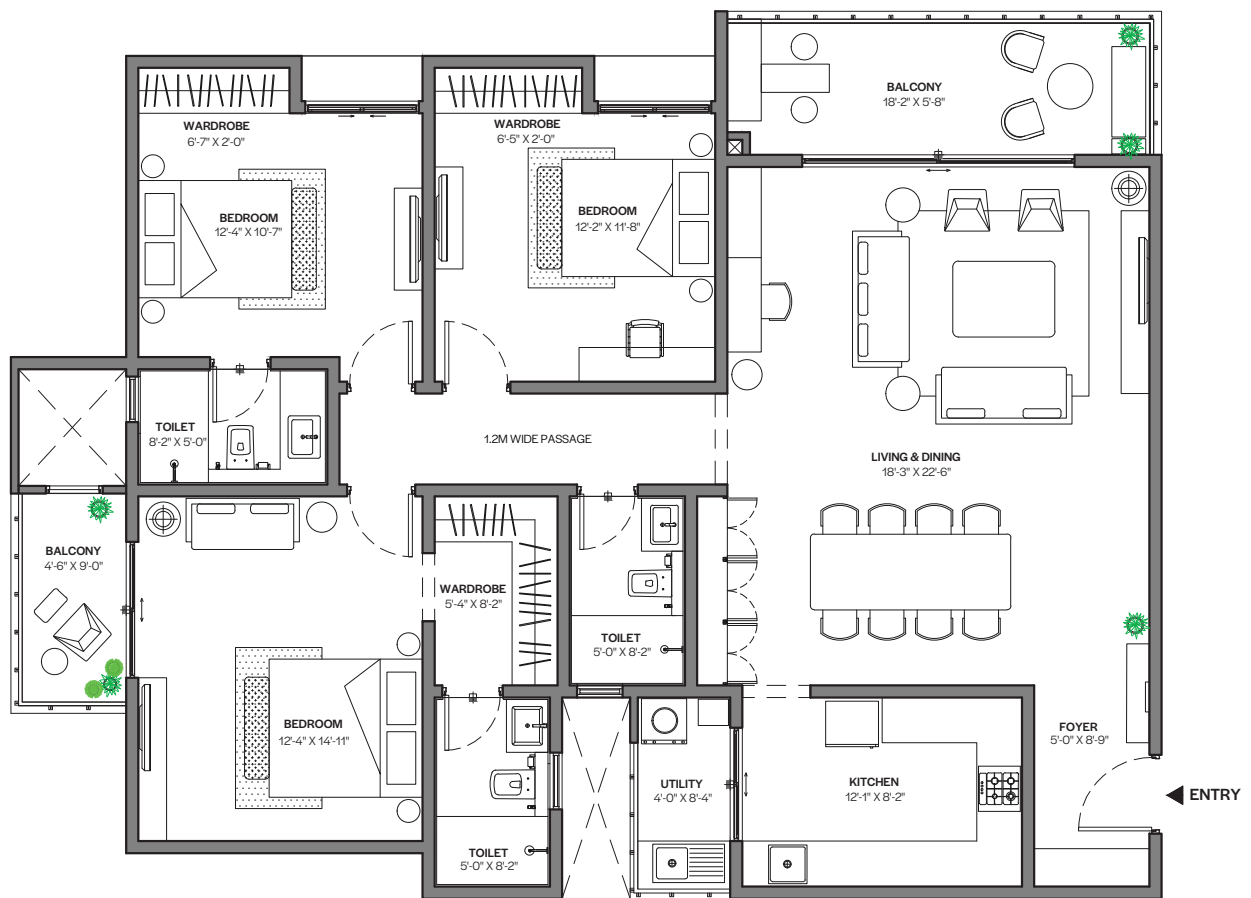 BALCONY
18'-2" X 5'-8"
WARDROBE
6'-7" X 2'-0"
WARDROBE
6'-5" X 2'-0"
BEDROOM
12'-4" X 10'-7"
BEDROOM
12'-2" X 11'-8"
TOILET
8'-2" X 5'-0"
1.2M WIDE PASSAGE
LIVING & DINING
18'-3" X 22'-6"
BALCONY
4'-6" X 9'-0"
WARDROBE
5'-4" X 8'-2"
TOILET
5'-0" X 8'-2"
BEDROOM
12'-4" X 14'-11"
FOYER
5'-0" X 8'-9"
UTILITY
4'-0" X 8'-4"
KITCHEN
12'-1" X 8'-2"
ENTRY
TOILET
5'-0" X 8'-2"